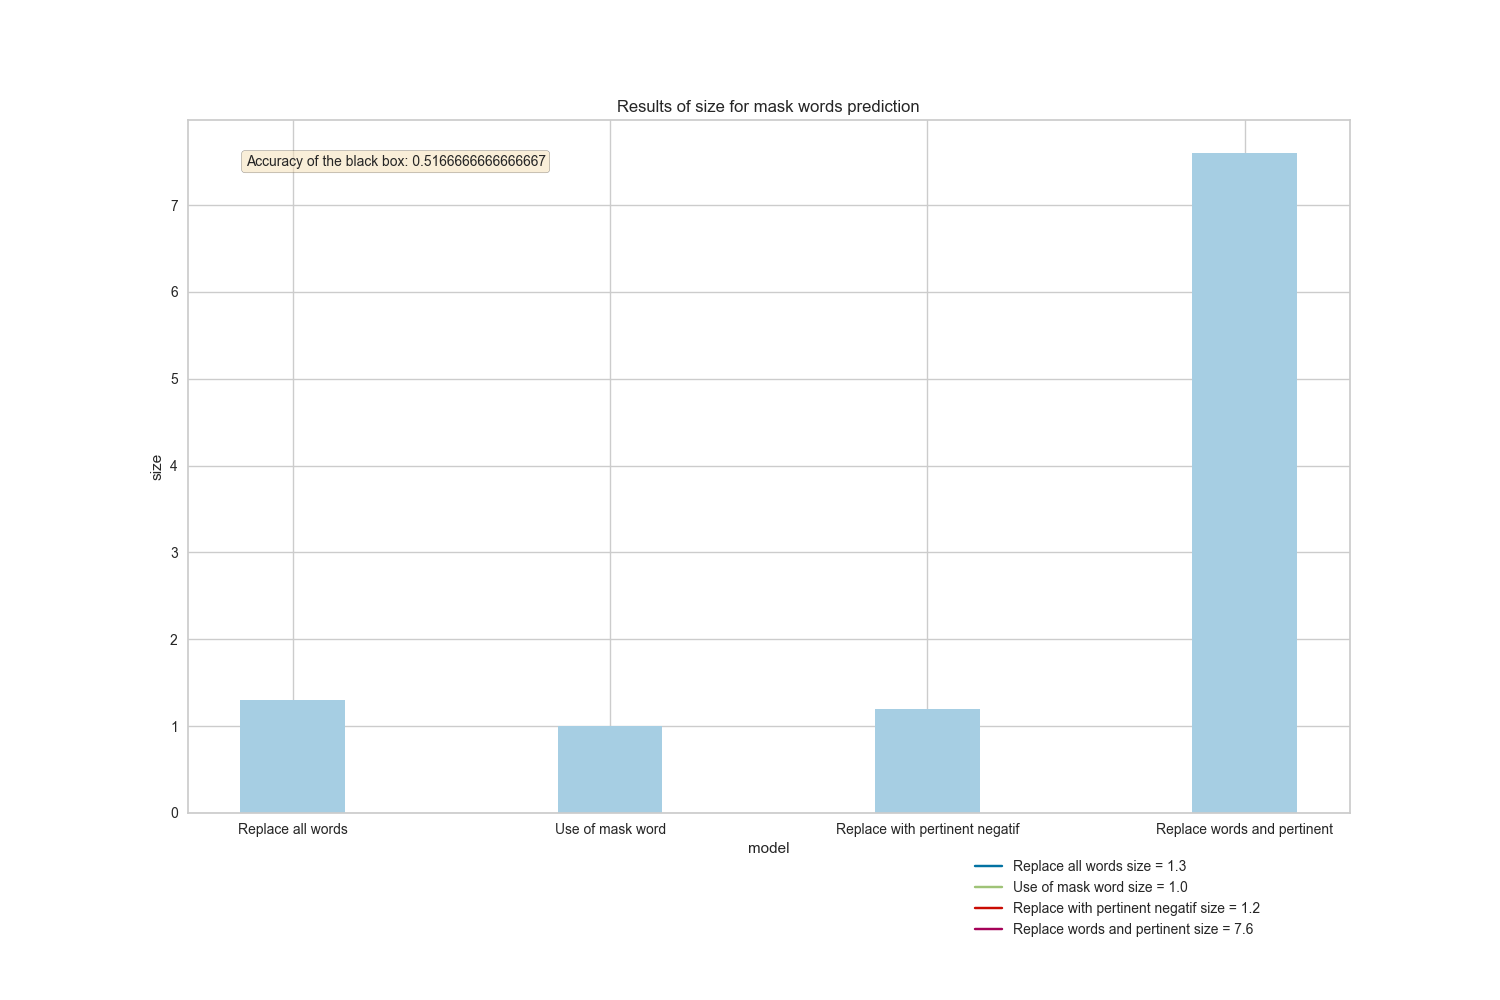 Results of size for mask words prediction
Accuracy of the black box: 0.5166666666666667
7
6
5
4
3
2
1
0
size
Replace all words
Use of mask word
Replace with pertinent negatif
Replace words and pertinent
model
Replace all words size = 1.3
Use of mask word size = 1.0
Replace with pertinent negatif size = 1.2
Replace words and pertinent size = 7.6